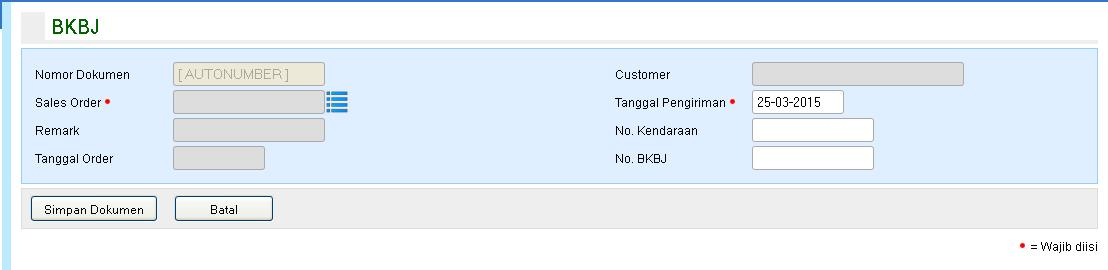 BKBJ
Nomor Dokumen [ AUTONUMBER ] Customer
Sales Order • Tanggal Pengiriman • 25-03-2015
Remark No. Kendaraan
Tanggal Order No. BKBJ
Simpan Dokumen Batal
• = Wajib diisi